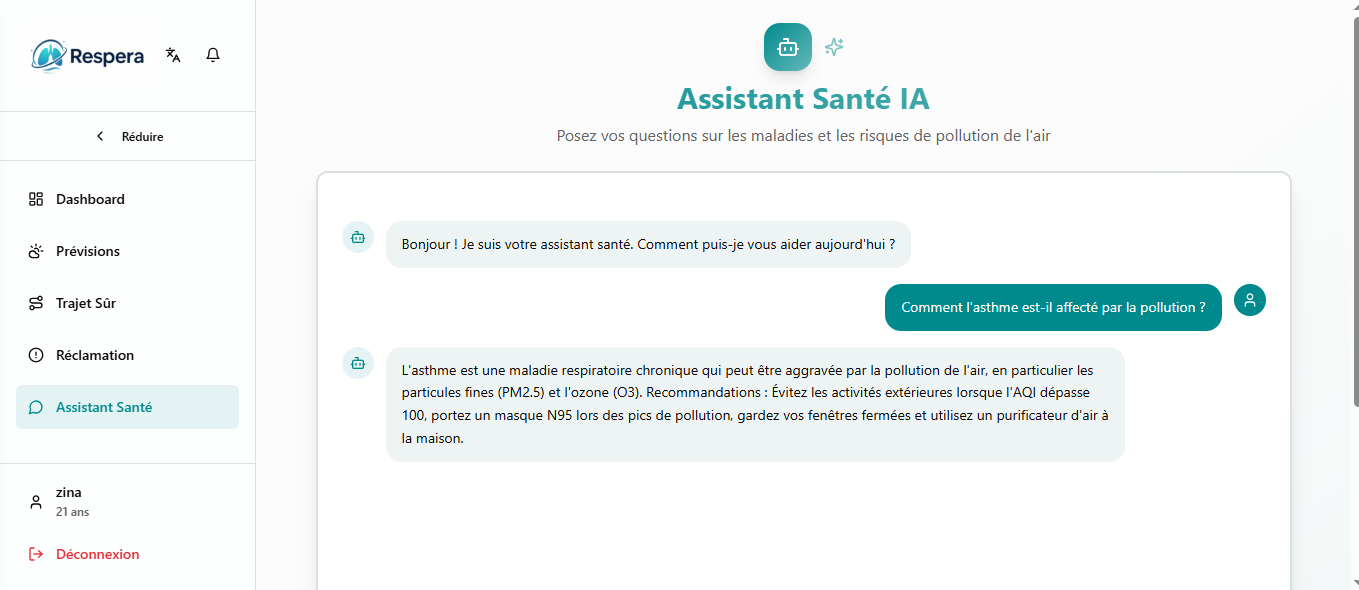 Respera
Réduire
Dashboard
Prévisions
Trajet Sûr
Réclamation
Assistant Santé
zina
21 ans
Déconnexion
Assistant Santé IA
Posez vos questions sur les maladies et les risques de pollution de l'air
Bonjour ! Je suis votre assistant santé. Comment puis-je vous aider aujourd'hui ?
Comment l'asthme est-il affecté par la pollution ?
L'asthme est une maladie respiratoire chronique qui peut être aggravée par la pollution de l'air, en particulier les
particules fines (PM2.5) et l'ozone (O3). Recommandations : Évitez les activités extérieures lorsque l'AQI dépasse
100, portez un masque N95 lors des pics de pollution, gardez vos fenêtres fermées et utilisez un purificateur d'air à
la maison.